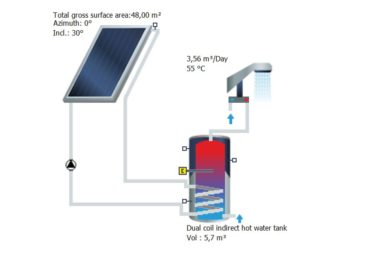 Total gross surface area:48,00 m²
Azimuth: 0°
Incl.: 30°
3,56 m³/Day
55 °C
Dual coil indirect hot water tank
Vol : 5,7 m³